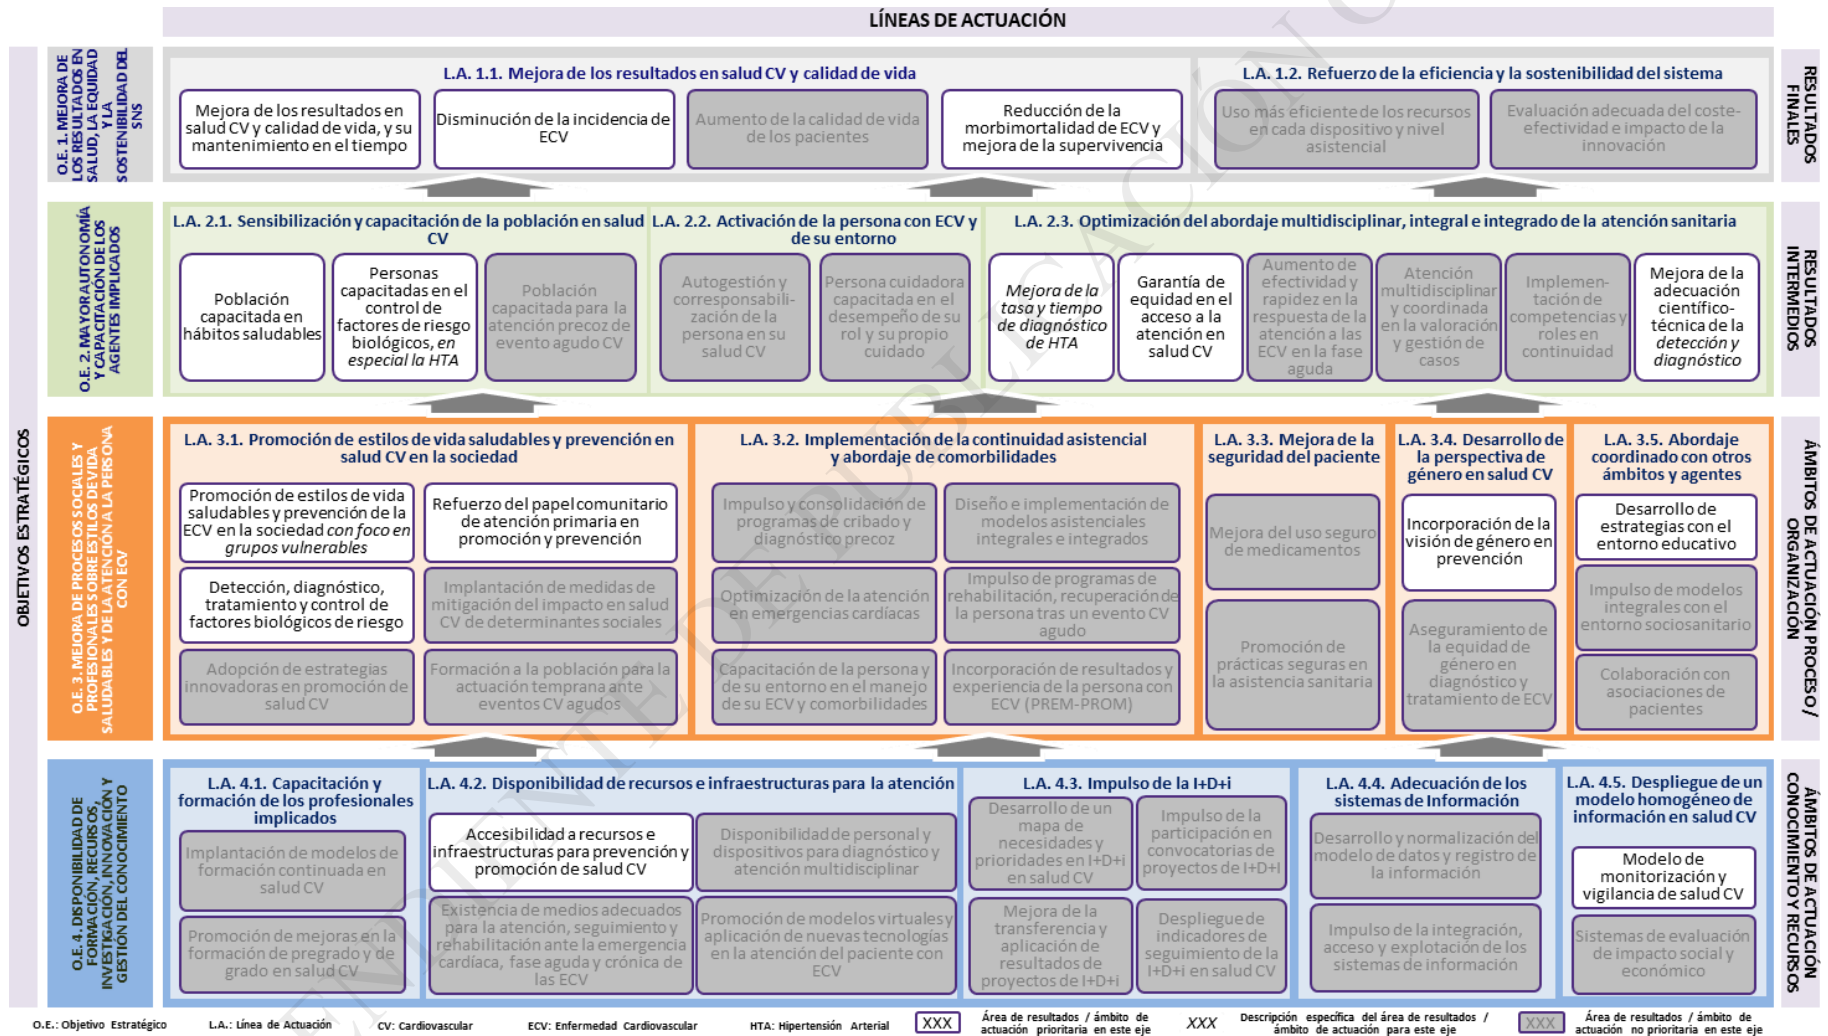 LÍNEAS DE ACTUACIÓN
OBJETIVOS ESTRATÉGICOS
O.E. 1. MEJORA DE
LOS RESULTADOS EN
SALUD, LA EQUIDAD
Y LA
SOSTENIBILIDAD DEL
SNS
L.A. 1.1. Mejora de los resultados en salud CV y calidad de vida
Mejora de los resultados en
salud CV y calidad de vida, y su
mantenimiento en el tiempo
Disminución de la incidencia de
ECV
Aumento de la calidad de vida
de los pacientes
Reducción de la
morbimortalidad de ECV y
mejora de la supervivencia
L.A. 1.2. Refuerzo de la eficiencia y la sostenibilidad del sistema
Uso más eficiente de los recursos
en cada dispositivo y nivel
asistencial
Evaluación adecuada del coste-
efectividad e impacto de la
innovación
RESULTADOS
FINALES
O.E. 2. MAYOR AUTONOMÍA
Y CAPACITACIÓN DE LOS
AGENTES IMPLICADOS
L.A. 2.1. Sensibilización y capacitación de la población en salud
CV
Población
capacitada en
hábitos saludables
Personas
capacitadas en el
control de
factores de riesgo
biológicos, en
especial la HTA
Población
capacitada para la
atención precoz de
evento agudo CV
L.A. 2.2. Activación de la persona con ECV y
de su entorno
Autogestión y
corresponsabili-
zación de la
persona en su
salud CV
Persona cuidadora
capacitada en el
desempeño de su
rol y su propio
cuidado
L.A. 2.3. Optimización del abordaje multidisciplinar, integral e integrado de la atención sanitaria
Mejora de la
tasa y tiempo
de diagnóstico
de HTA
Garantía de
equidad en el
acceso a la
atención en
salud CV
Aumento de
efectividad y
rapidez en la
respuesta de la
atención a las
ECV en la fase
aguda
Atención
multidisciplinar
y coordinada
en la valoración
y gestión de
casos
Implemen-
tación de
competencias y
roles en
continuidad
Mejora de la
adecuación
científico-
técnica de la
detección y
diagnóstico
RESULTADOS
INTERMEDIOS
O.E. 3. MEJORA DE PROCESOS SOCIALES Y
PROFESIONALES SOBRE ESTILOS DE VIDA
SALUDABLES Y DE LA ATENCIÓN A LA PERSONA
CON ECV
L.A. 3.1. Promoción de estilos de vida saludables y prevención en
salud CV en la sociedad
Promoción de estilos de vida
saludables y prevención de la
ECV en la sociedad con foco en
grupos vulnerables
Refuerzo del papel comunitario
de atención primaria en
promoción y prevención
Detección, diagnóstico,
tratamiento y control de
factores biológicos de riesgo
Implantación de medidas de
mitigación del impacto en salud
CV de determinantes sociales
Adopción de estrategias
innovadoras en promoción de
salud CV
Formación a la población para la
actuación temprana ante
eventos CV agudos
L.A. 3.2. Implementación de la continuidad asistencial
y abordaje de comorbilidades
Impulso y consolidación de
programas de cribado y
diagnóstico precoz
Diseño e implementación de
modelos asistenciales
integrales e integrados
Optimización de la atención
en emergencias cardíacas
Impulso de programas de
rehabilitación, recuperación de
la persona tras un evento CV
agudo
Capacitación de la persona y
de su entorno en el manejo
de su ECV y comorbilidades
Incorporación de resultados y
experiencia de la persona con
ECV (PREM-PROM)
L.A. 3.3. Mejora de la
seguridad del paciente
Mejora del uso seguro
de medicamentos
Promoción de
prácticas seguras en
la asistencia sanitaria
L.A. 3.4. Desarrollo de
la perspectiva de
género en salud CV
Incorporación de la
visión de género en
prevención
Aseguramiento de
la equidad de
género en
diagnóstico y
tratamiento de ECV
L.A. 3.5. Abordaje
coordinado con otros
ámbitos y agentes
Desarrollo de
estrategias con el
entorno educativo
Impulso de modelos
integrales con el
entorno sociosanitario
Colaboración con
asociaciones de
pacientes
ÁMBITOS DE ACTUACIÓN PROCESO /
ORGANIZACIÓN
O.E. 4. DISPONIBILIDAD DE
FORMACIÓN, RECURSOS,
INVESTIGACIÓN, INNOVACIÓN Y
GESTIÓN DEL CONOCIMIENTO
L.A. 4.1. Capacitación y
formación de los profesionales
implicados
Implantación de modelos de
formación continuada en
salud CV
Promoción de mejoras en la
formación de pregrado y de
grado en salud CV
L.A. 4.2. Disponibilidad de recursos e infraestructuras para la atención
Accesibilidad a recursos e
infraestructuras para prevención y
promoción de salud CV
Disponibilidad de personal y
dispositivos para diagnóstico y
atención multidisciplinar
Existencia de medios adecuados
para la atención, seguimiento y
rehabilitación ante la emergencia
cardíaca, fase aguda y crónica de
las ECV
Promoción de modelos virtuales y
aplicación de nuevas tecnologías
en la atención del paciente con
ECV
L.A. 4.3. Impulso de la I+D+i
Desarrollo de un
mapa de
necesidades y
prioridades en I+D+i
en salud CV
Impulso de la
participación en
convocatorias de
proyectos de I+D+I
Mejora de la
transferencia y
aplicación de
resultados de
proyectos de I+D+i
Despliegue de
indicadores de
seguimiento de la
I+D+i en salud CV
L.A. 4.4. Adecuación de los
sistemas de Información
Desarrollo y normalización del
modelo de datos y registro de
la información
Impulso de la integración,
acceso y explotación de los
sistemas de información
L.A. 4.5. Despliegue de un
modelo homogéneo de
información en salud CV
Modelo de
monitorización y
vigilancia de salud CV
Sistemas de evaluación
de impacto social y
económico
ÁMBITOS DE ACTUACIÓN
CONOCIMIENTO Y RECURSOS
O.E.: Objetivo Estratégico
L.A.: Línea de Actuación
CV: Cardiovascular
ECV: Enfermedad Cardiovascular
HTA: Hipertensión Arterial
XXX
Área de resultados / ámbito de
actuación prioritaria en este eje
XXX
Descripción específica del área de resultados /
ámbito de actuación para este eje
XXX
Área de resultados / ámbito de
actuación no prioritaria en este eje
ENDIENTE DE PUBLICACIÓN